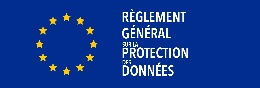 RÈGLEMENT
GÉNÉRAL
SUR LA
PROTECTION
DES
DONNÉES